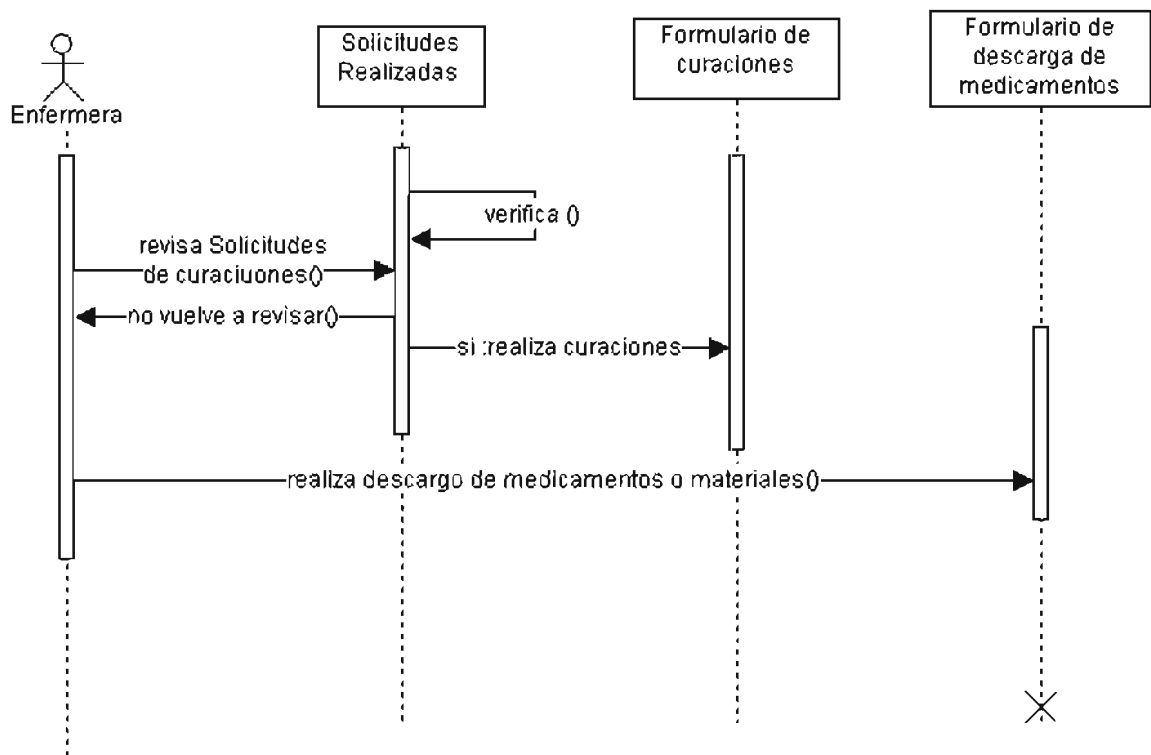 Enfermera
Solicitudes
Realizadas
Formulario de
curaciones
Formulario de
descarga de
medicamentos
verifica ()
revisa Solicitudes
de curaciuones()
no vuelve a revisar()
si :realiza curaciones
realiza descargo de medicamentos o materiales()